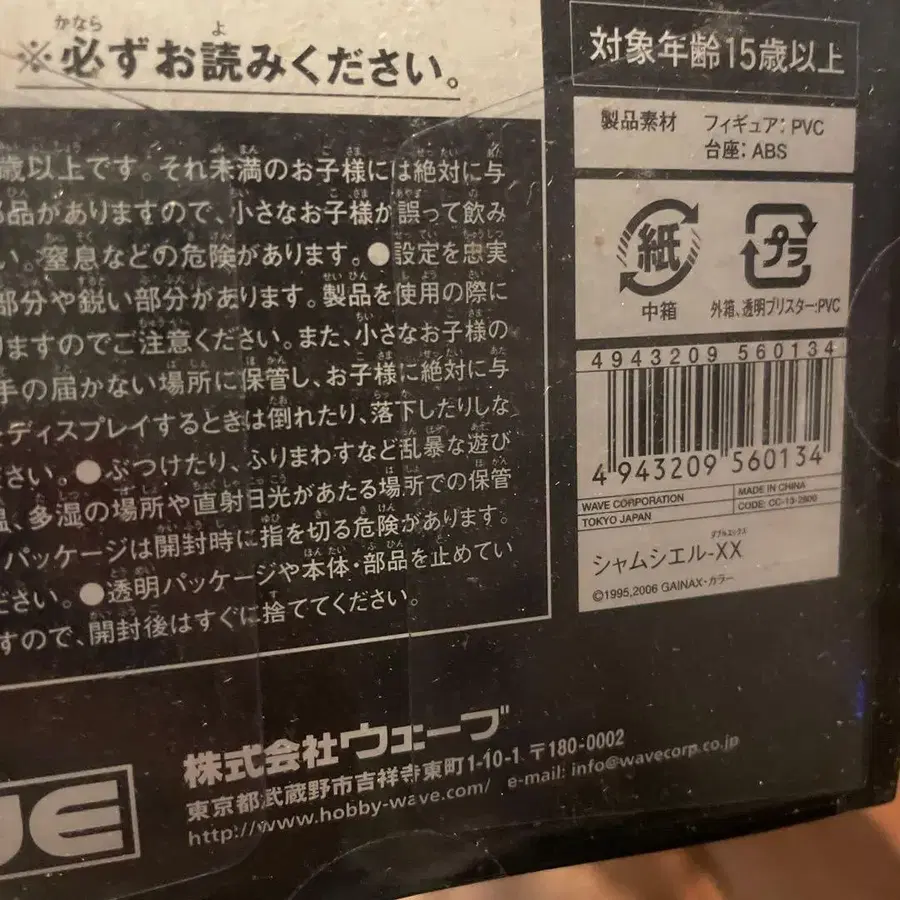 ※必ずお読みください。
歳以上です。それ未満のお子様には絶対に与
部品がありますので、小さなお子様が誤って飲み
い。窒息などの危険があります。●設定を忠実
部分や鋭い部分があります。製品を使用の際に
りますのでご注意ください。また、小さなお子様の
手の届かない場所に保管し、お子様に絶対に与
ディスプレイするときは倒れたり、落下したりしな
ださい。●ぶつけたり、ふりまわすなど乱暴な遊び
温、多湿の場所や直射日光があたる場所での保管
パッケージは開封時に指を切る危険があります。
ださい。●透明パッケージや本体・部品を止めてい
すので、開封後はすぐに捨ててください。
対象年齢15歳以上
製品素材 フィギュア:PVC
台座:ABS
紙
中箱
プラ
外箱、透明ブリスター:PVC
4943209 560134
4 943209 560134
WAVE CORPORATION
TOKYO JAPAN
MADE IN CHINA
CODE: CC-13-2800
シャムシエル-XX
©1995,2006 GAINAX・カラー
株式会社ウェーブ
東京都武蔵野市吉祥寺東町1-10-1 〒180-0002
http://www.hobby-wave.com/ e-mail: info@wavecorp.co.jp